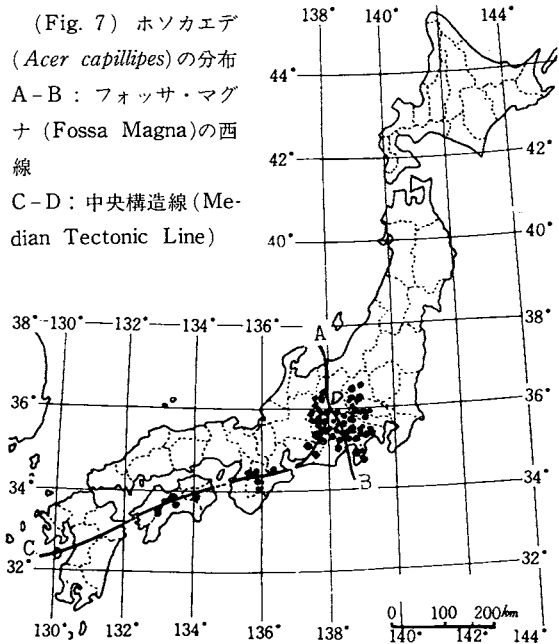 (Fig. 7) ホソカエデ
(Acer capillipes)の分布
A-B：フォッサ・マグ
ナ(Fossa Magna)の西
線
C-D：中央構造線(Me-
dian Tectonic Line)
138° 140° 142° 144°
44° 44°
42° 42°
40° 40°
38° 130° 132° 134° 136° A 38°
36° 36°
34° B 34°
C
32° 32°
130° 132° 134° 136° 138° 140° 142° 144°
0 100 200km